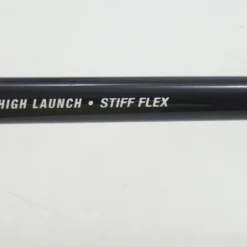 HIGH LAUNCH • STIFF FLEX